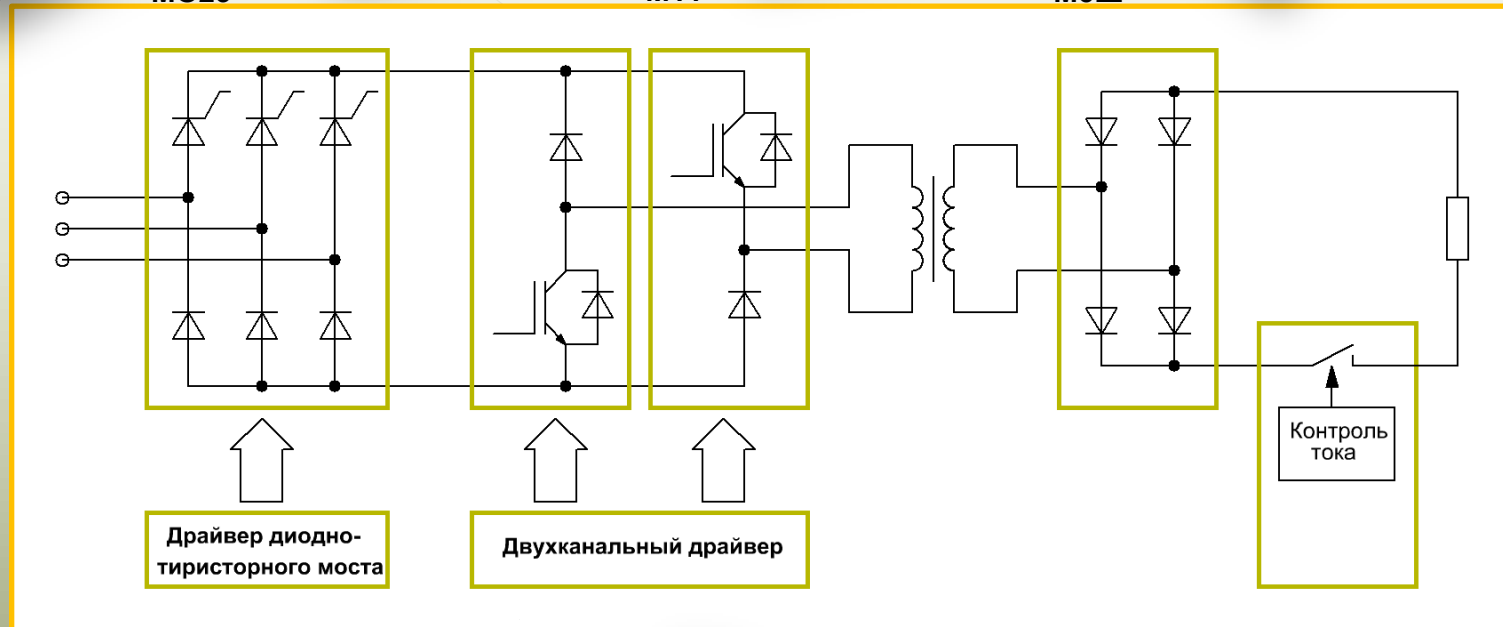 Драйвер диодно-
тиристорного моста
Двухканальный драйвер
Контроль
тока